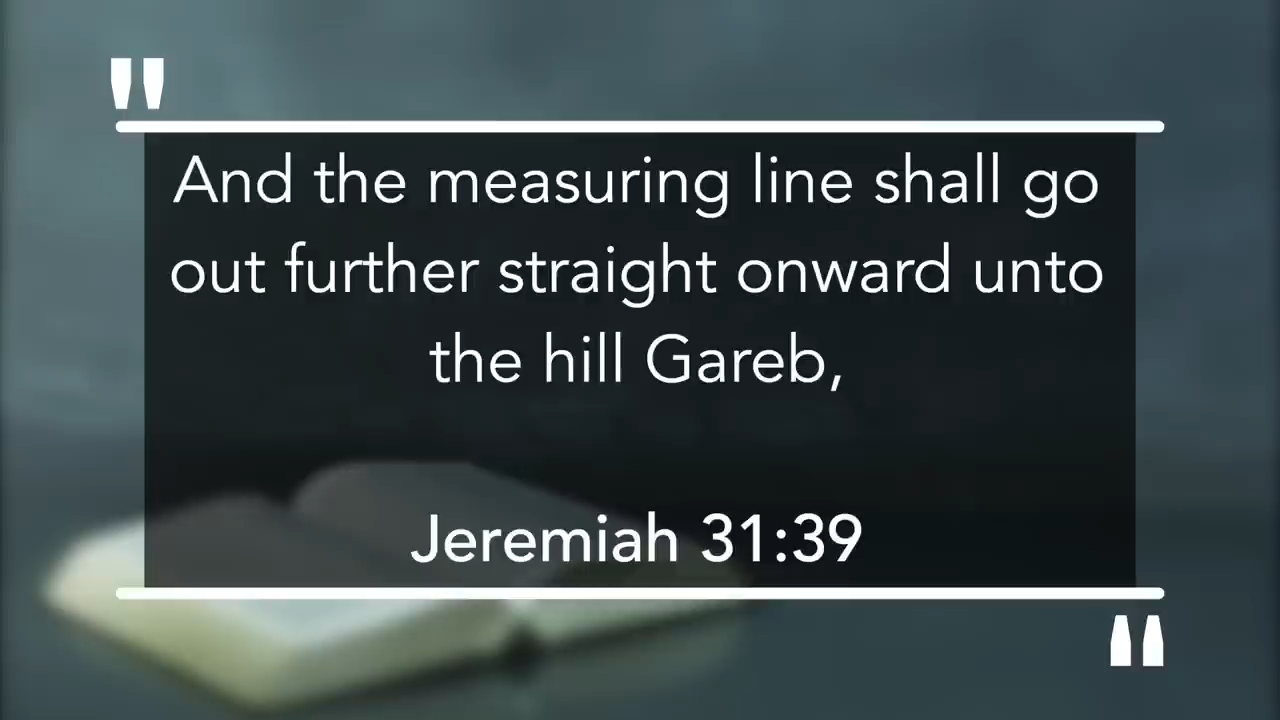 "
And the measuring line shall go
out further straight onward unto
the hill Gareb,
Jeremiah 31:39
"